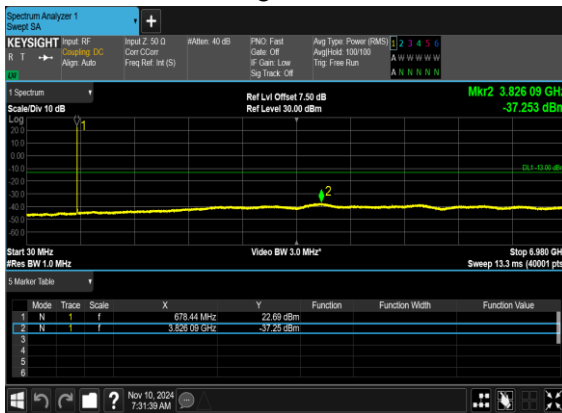 Spectrum Analyzer 1
Swept SA
+
KEYSIGHT Input: RF Input Z: 50 Ω #Atten: 40 dB PNO: Fast Avg Type: Power (RMS) 1 2 3 4 5 6
R T Coupling: DC Corr CCorr Gate: Off Avg|Hold: 100/100 A W W W W W
Align: Auto Freq Ref: Int (S) IF Gain: Low Trig: Free Run
LXI Sig Track: Off A N N N N N
1 Spectrum Ref Lvl Offset 7.50 dB Mkr2 3.826 09 GHz
Scale/Div 10 dB Ref Level 30.00 dBm -37.253 dBm
Log
20.0 1
10.0
0.00
-10.0 DL1 -13.00 dBm
-20.0
-30.0 2
-40.0
-50.0
-60.0
Start 30 MHz Video BW 3.0 MHz* Stop 6.980 GHz
#Res BW 1.0 MHz Sweep 13.3 ms (40001 pts)
5 Marker Table
Mode Trace Scale X Y Function Function Width Function Value
1 N 1 f 678.44 MHz 22.69 dBm
2 N 1 f 3.826 09 GHz -37.25 dBm
3
4
5
6
? Nov 10, 2024
7:31:39 AM